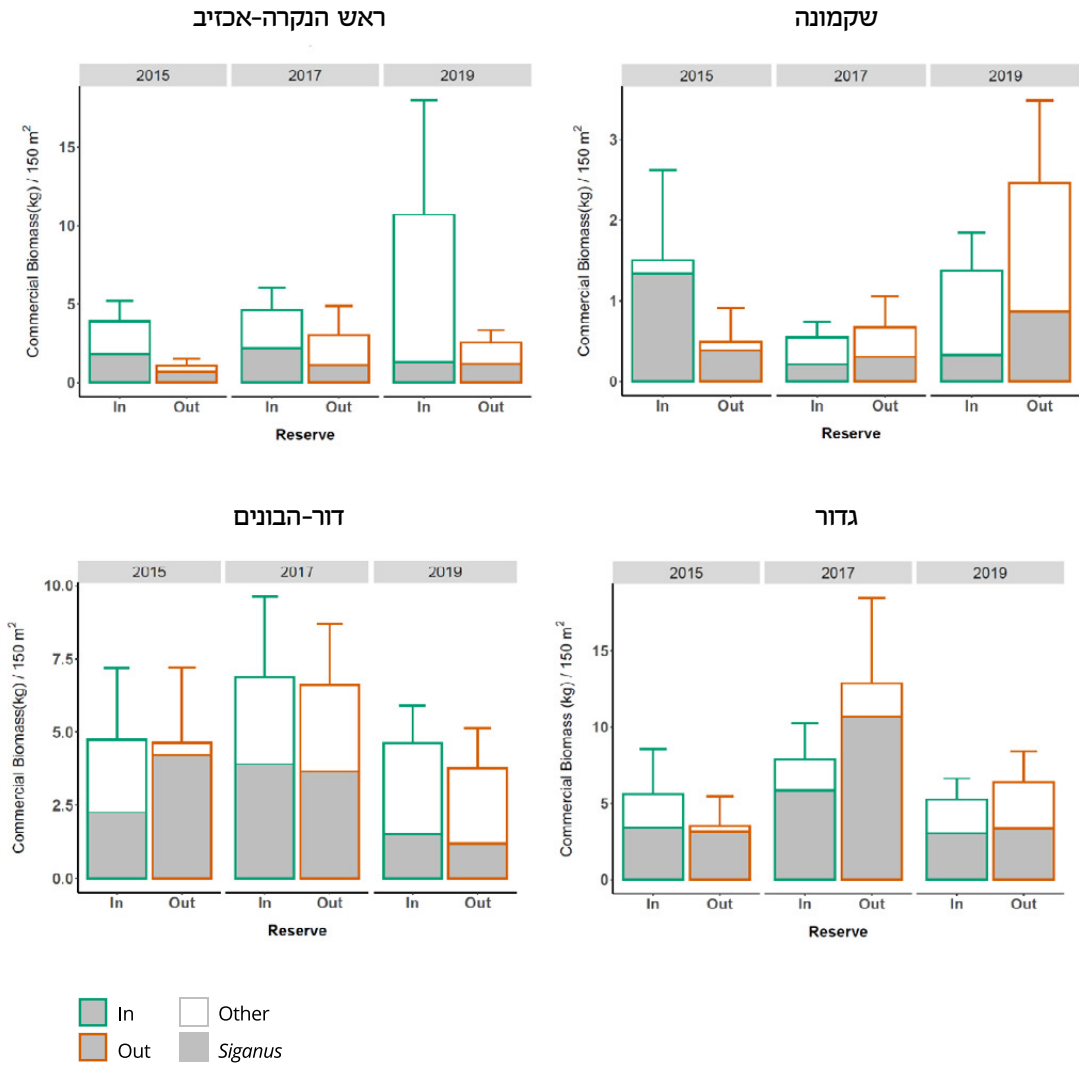 ראש הנקרה-אכזיב
2015 2017 2019
Commercial Biomass(kg) / 150 m²
15
10
5
0
In Out In Out In Out
Reserve
שקמונה
2015 2017 2019
Commercial Biomass(kg) / 150 m²
3
2
1
0
In Out In Out In Out
Reserve
דור-הבונים
2015 2017 2019
Commercial Biomass(kg) / 150 m²
10.0
7.5
5.0
2.5
0.0
In Out In Out In Out
Reserve
גדור
2015 2017 2019
Commercial Biomass (kg) / 150 m²
15
10
5
0
In Out In Out In Out
Reserve
In Other
Out Siganus